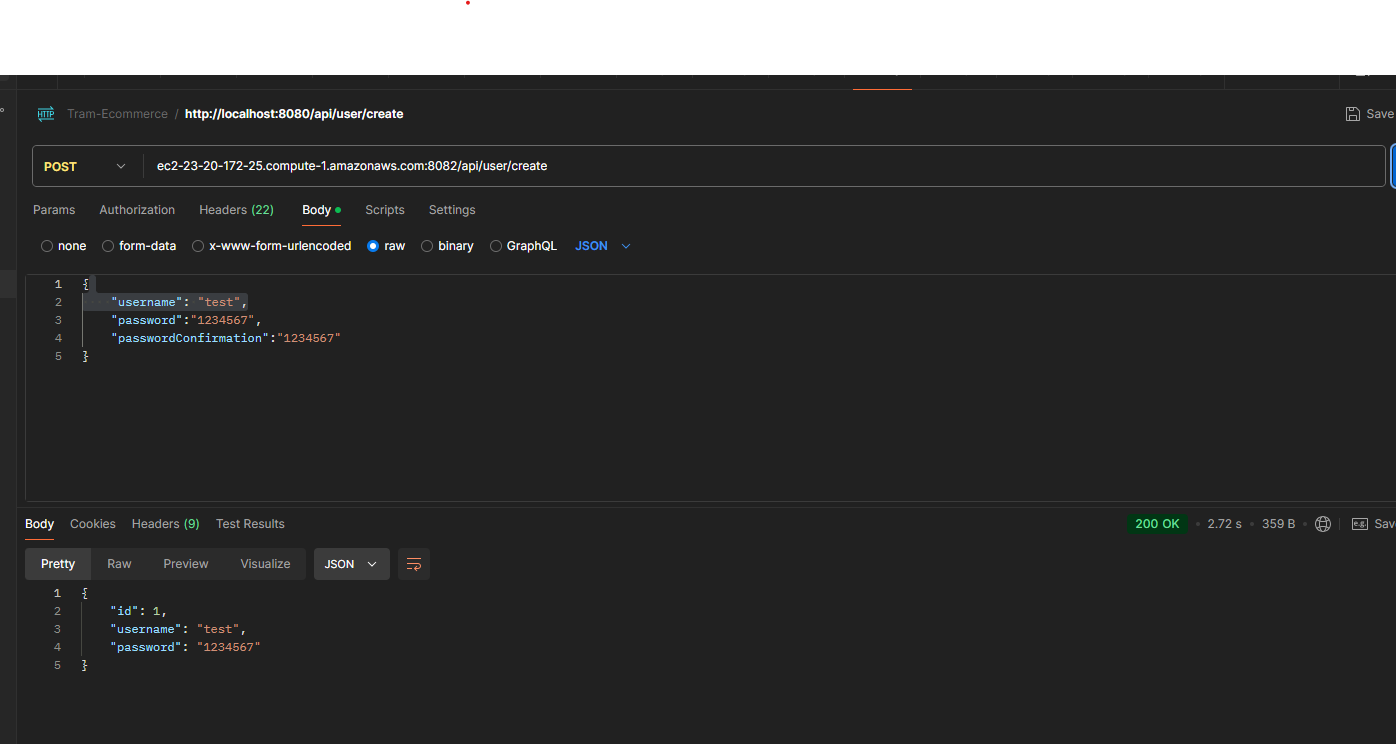 HTTP Tram-Ecommerce / http://localhost:8080/api/user/create Save
POST ec2-23-20-172-25.compute-1.amazonaws.com:8082/api/user/create
Params Authorization Headers (22) Body Scripts Settings
none form-data x-www-form-urlencoded raw binary GraphQL JSON
1 {
2 "username": "test",
3 "password":"1234567",
4 "passwordConfirmation":"1234567"
5 }
Body Cookies Headers (9) Test Results 200 OK 2.72 s 359 B e.g. Sav
Pretty Raw Preview Visualize JSON
1 {
2 "id": 1,
3 "username": "test",
4 "password": "1234567"
5 }